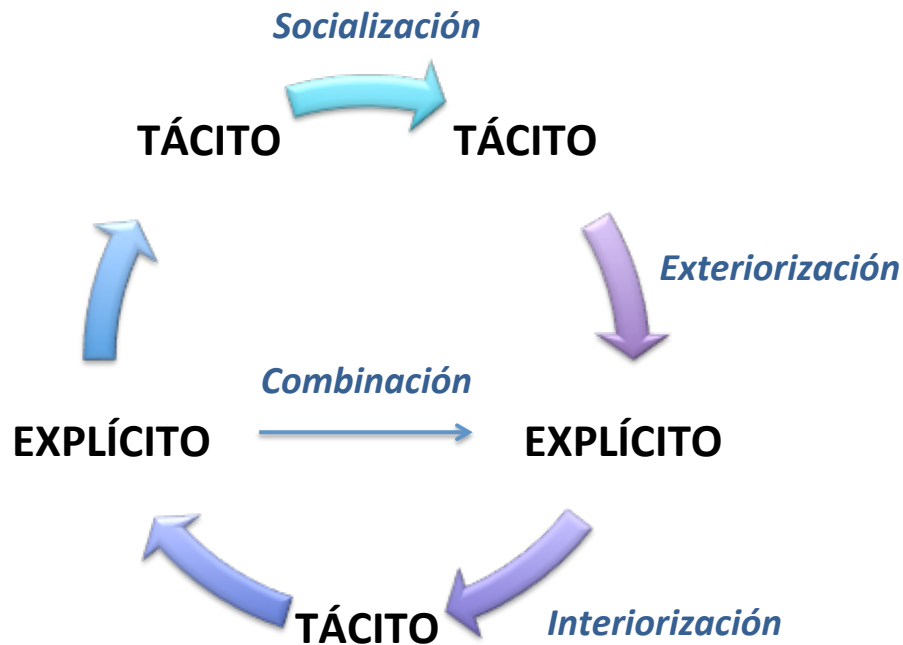 Socialización
TÁCITO
TÁCITO
Exteriorización
Combinación
EXPLÍCITO
EXPLÍCITO
TÁCITO
Interiorización